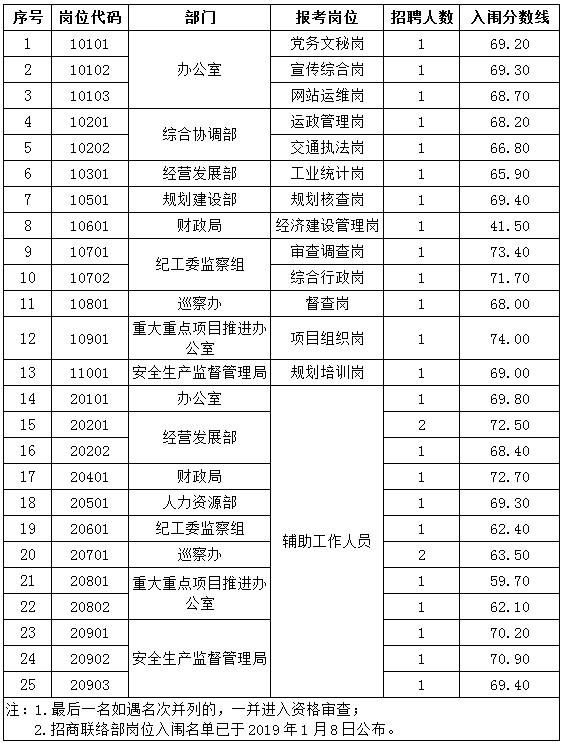 序号 岗位代码 部门 报考岗位 招聘人数 入闱分数线
1 10101 办公室 党务文秘岗 1 69.20
2 10102 宣传综合岗 1 69.30
3 10103 网站运维岗 1 68.70
4 10201 综合协调部 运政管理岗 1 68.20
5 10202 交通执法岗 1 66.80
6 10301 经营发展部 工业统计岗 1 65.90
7 10501 规划建设部 规划核查岗 1 69.40
8 10601 财政局 经济建设管理岗 1 41.50
9 10701 纪工委监察组 审查调查岗 1 73.40
10 10702 综合行政岗 1 71.70
11 10801 巡察办 督查岗 1 68.00
12 10901 重大重点项目推进办公室 项目组织岗 1 74.00
13 11001 安全生产监督管理局 规划培训岗 1 69.00
14 20101 办公室 辅助工作人员 1 69.80
15 20201 经营发展部 2 72.50
16 20202 1 68.40
17 20401 财政局 1 72.70
18 20501 人力资源部 1 69.30
19 20601 纪工委监察组 1 62.40
20 20701 巡察办 2 63.50
21 20801 重大重点项目推进办公室 1 59.70
22 20802 1 62.10
23 20901 安全生产监督管理局 1 70.20
24 20902 1 70.90
25 20903 1 69.40
注：1.最后一名如遇名次并列的，一并进入资格审查；
2.招商联络部岗位入闱名单已于2019年1月8日公布。